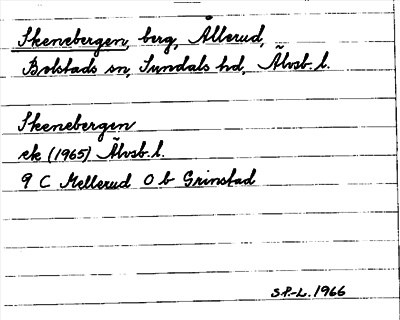 Skenebergen, berg, Ållerud,
Bolstads sn, Sundals hd, Älvsb. l.
Skenebergen
ek (1965) Älvsb. l.
9 C Mellerud 0 b Grinstad
SP.-L. 1966